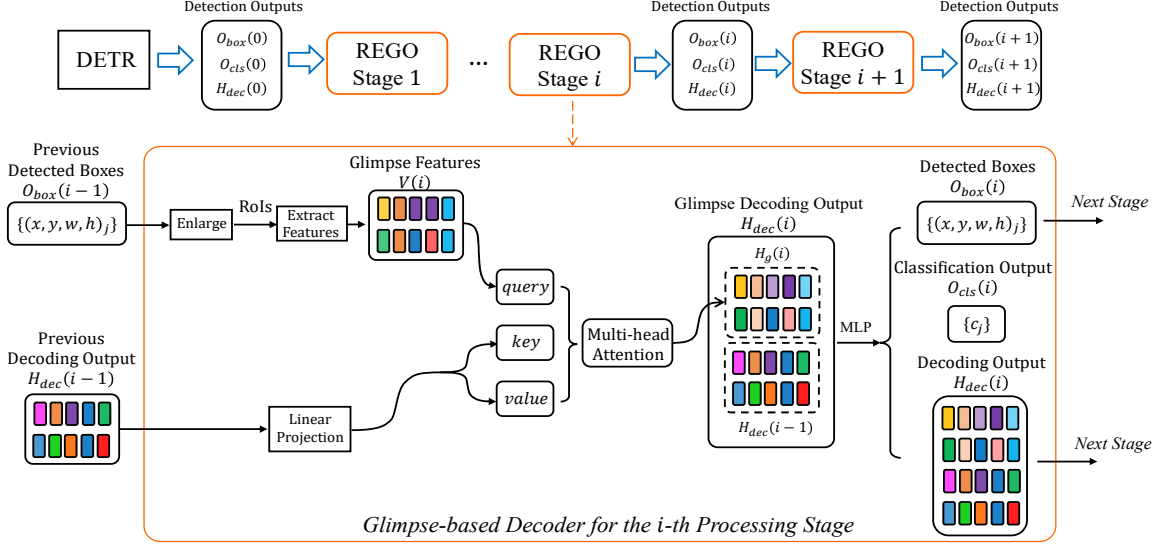 Detection Outputs
Detection Outputs
Detection Outputs
DETR
O_box(0)
O_cls(0)
H_dec(0)
REGO
Stage 1
...
REGO
Stage i
O_box(i)
O_cls(i)
H_dec(i)
REGO
Stage i + 1
O_box(i + 1)
O_cls(i + 1)
H_dec(i + 1)
Previous
Detected Boxes
O_box(i − 1)
{(x, y, w, h)_j}
Enlarge
RoIs
Extract
Features
Glimpse Features
V(i)
query
key
value
Previous
Decoding Output
H_dec(i − 1)
Linear
Projection
Multi-head
Attention
Glimpse Decoding Output
H_dec(i)
H_g(i)
H_dec(i − 1)
MLP
Detected Boxes
O_box(i)
{(x, y, w, h)_j}
Next Stage
Classification Output
O_cls(i)
{c_j}
Decoding Output
H_dec(i)
Next Stage
Glimpse-based Decoder for the i-th Processing Stage